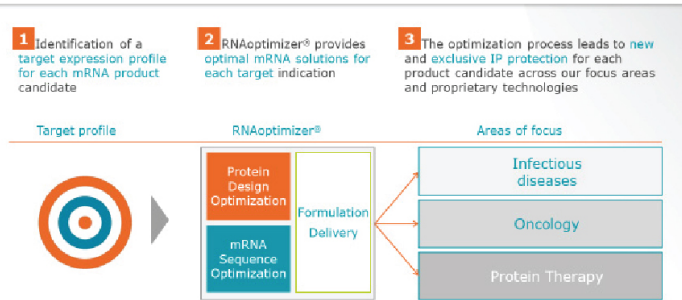 1 Identification of a
target expression profile
for each mRNA product
candidate
2 RNAoptimizer® provides
optimal mRNA solutions for
each target indication
3 The optimization process leads to new
and exclusive IP protection for each
product candidate across our focus areas
and proprietary technologies
Target profile
RNAoptimizer®
Areas of focus
Protein
Design
Optimization
mRNA
Sequence
Optimization
Formulation
Delivery
Infectious
diseases
Oncology
Protein Therapy